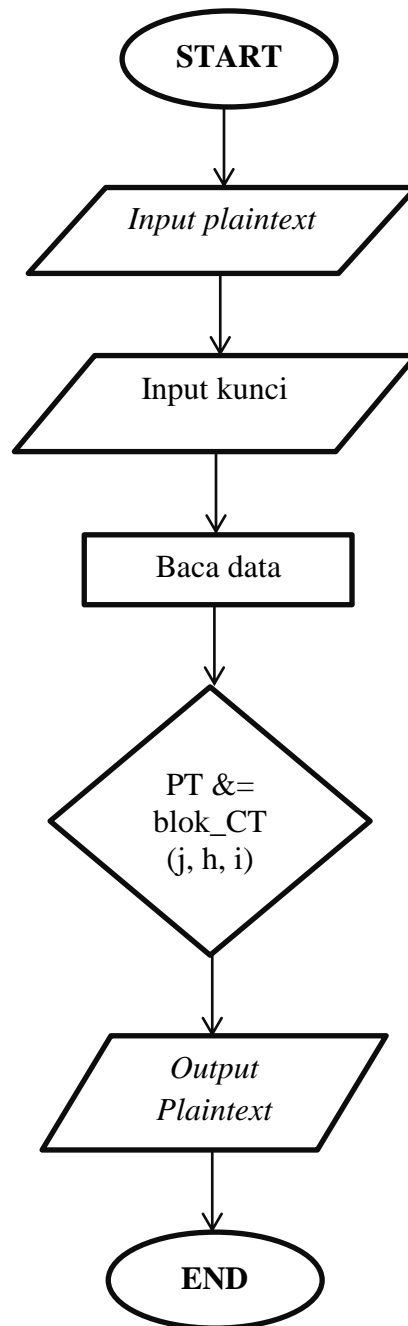 START
Input plaintext
Input kunci
Baca data
PT &=
blok_CT
(j, h, i)
Output
Plaintext
END